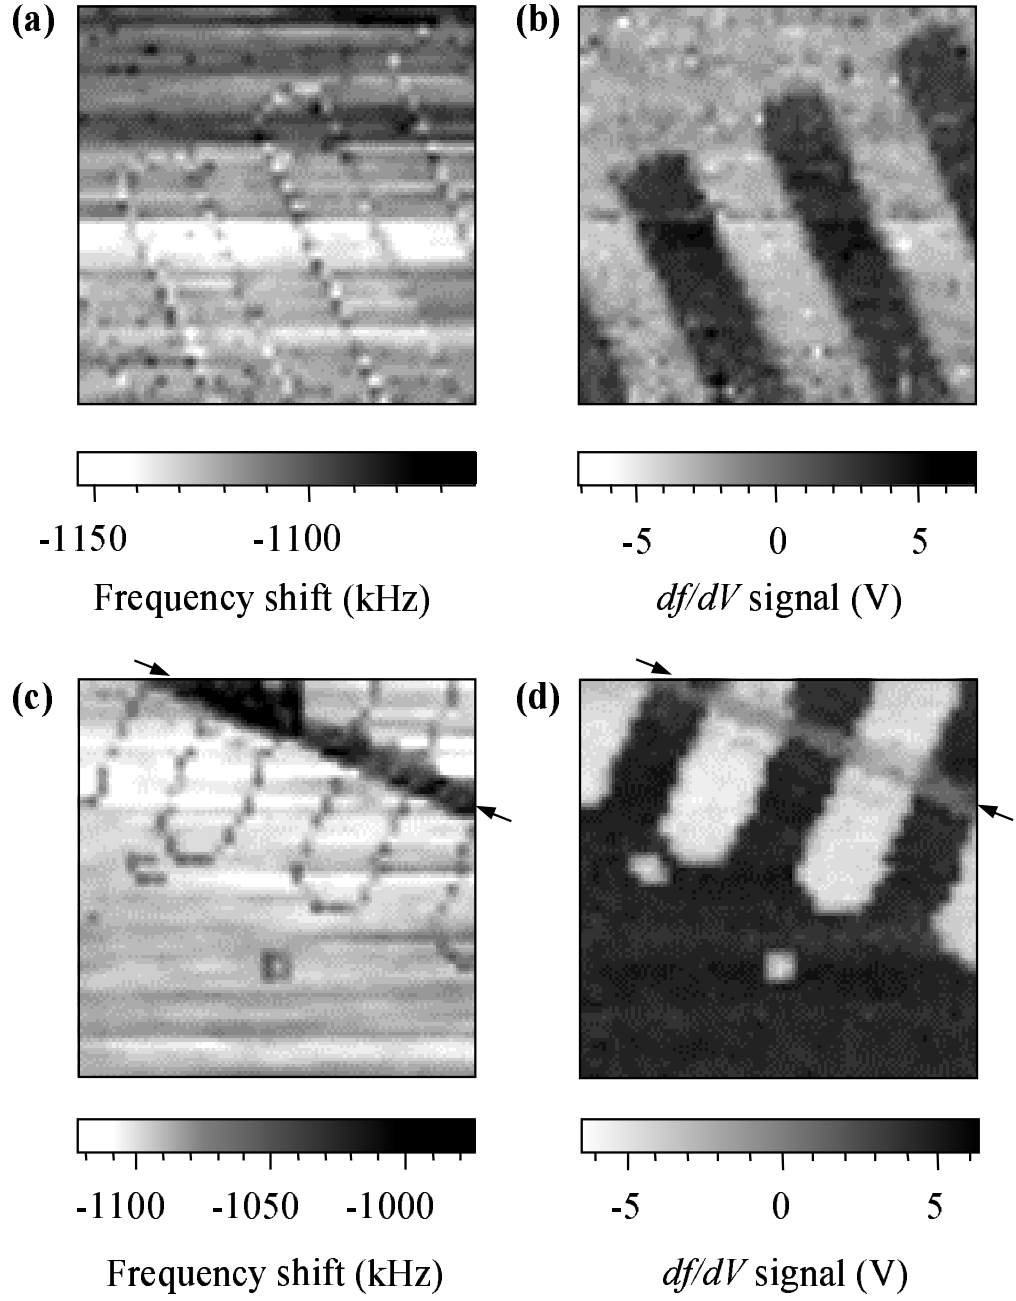 (a) (b)
-1150 -1100 -5 0 5
Frequency shift (kHz) df/dV signal (V)
(c) (d)
-1100 -1050 -1000 -5 0 5
Frequency shift (kHz) df/dV signal (V)